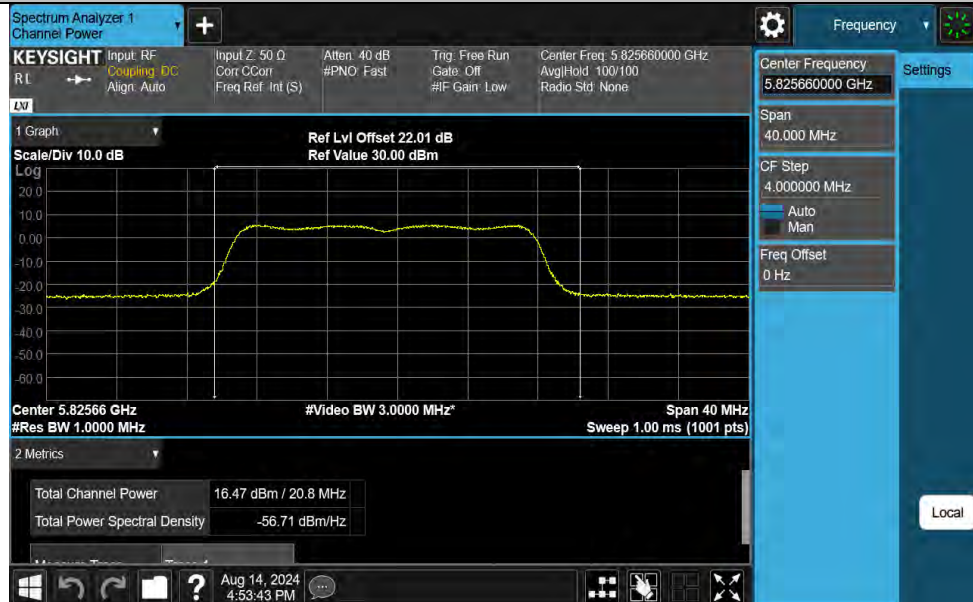 Spectrum Analyzer 1
Channel Power
+
Frequency
KEYSIGHT
RL
LXI
Input: RF
Coupling: DC
Align: Auto
Input Z: 50 Ω
Corr CCorr
Freq Ref: Int (S)
Atten: 40 dB
#PNO: Fast
Trig: Free Run
Gate: Off
#IF Gain: Low
Center Freq: 5.825660000 GHz
Avg|Hold: 100/100
Radio Std: None
Center Frequency
5.825660000 GHz
Settings
Span
40.000 MHz
CF Step
4.000000 MHz
Auto
Man
Freq Offset
0 Hz
Local
1 Graph
Scale/Div 10.0 dB
Ref Lvl Offset 22.01 dB
Ref Value 30.00 dBm
Log
20.0
10.0
0.00
-10.0
-20.0
-30.0
-40.0
-50.0
-60.0
Center 5.82566 GHz
#Video BW 3.0000 MHz*
Span 40 MHz
#Res BW 1.0000 MHz
Sweep 1.00 ms (1001 pts)
2 Metrics
Total Channel Power 16.47 dBm / 20.8 MHz
Total Power Spectral Density -56.71 dBm/Hz
?
Aug 14, 2024
4:53:43 PM